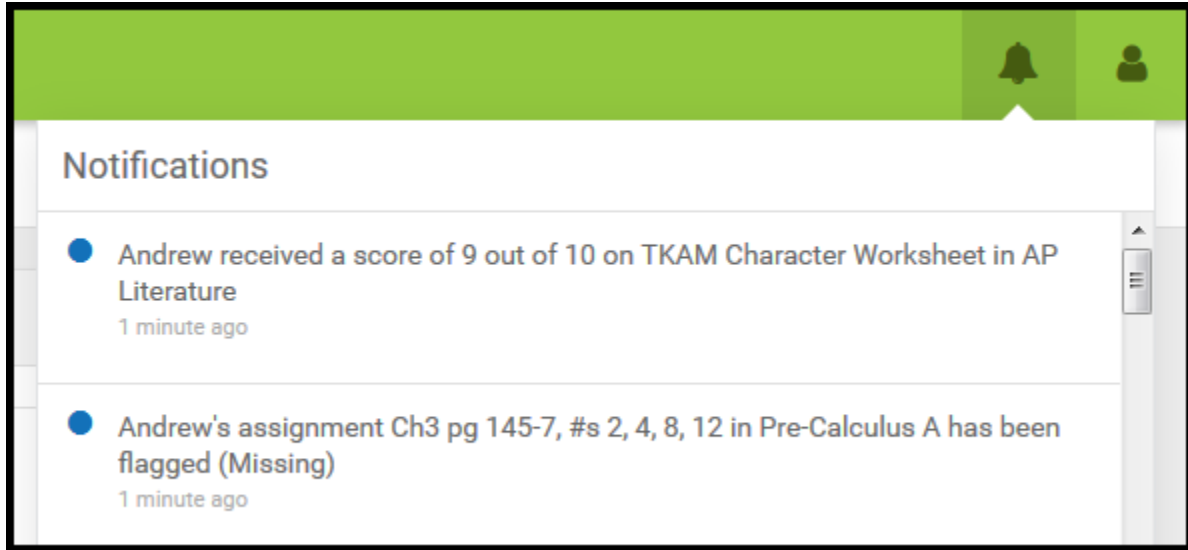 Notifications
Andrew received a score of 9 out of 10 on TKAM Character Worksheet in AP
Literature
1 minute ago
Andrew's assignment Ch3 pg 145-7, #s 2, 4, 8, 12 in Pre-Calculus A has been
flagged (Missing)
1 minute ago